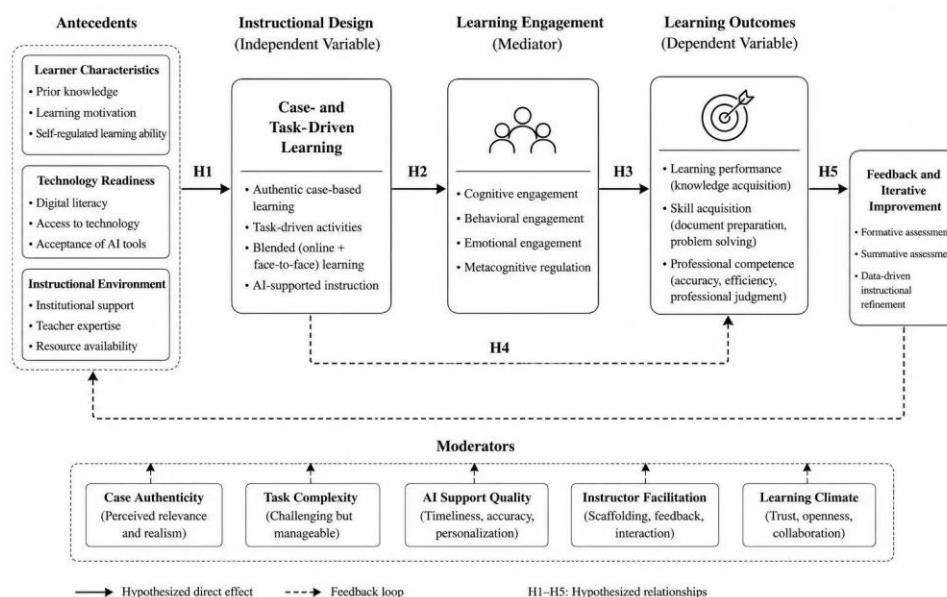 Antecedents
Learner Characteristics
• Prior knowledge
• Learning motivation
• Self-regulated learning ability
Technology Readiness
• Digital literacy
• Access to technology
• Acceptance of AI tools
Instructional Environment
• Institutional support
• Teacher expertise
• Resource availability
H1
Instructional Design
(Independent Variable)
Case- and
Task-Driven
Learning
• Authentic case-based
learning
• Task-driven activities
• Blended (online +
face-to-face) learning
• AI-supported instruction
H2
Learning Engagement
(Mediator)
• Cognitive engagement
• Behavioral engagement
• Emotional engagement
• Metacognitive regulation
H3
Learning Outcomes
(Dependent Variable)
• Learning performance
(knowledge acquisition)
• Skill acquisition
(document preparation,
problem solving)
• Professional competence
(accuracy, efficiency,
professional judgment)
H5
Feedback and
Iterative
Improvement
• Formative assessmen
• Summative assessme
• Data-driven
instructional
refinement
H4
Moderators
Case Authenticity
(Perceived relevance
and realism)
Task Complexity
(Challenging but
manageable)
AI Support Quality
(Timeliness, accuracy,
personalization)
Instructor Facilitation
(Scaffolding, feedback,
interaction)
Learning Climate
(Trust, openness,
collaboration)
Hypothesized direct effect
Feedback loop
H1–H5: Hypothesized relationships